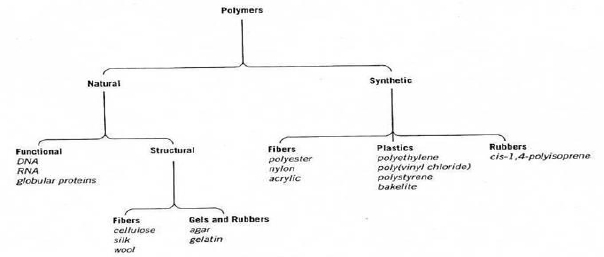 Polymers
Natural
Synthetic
Functional
DNA
RNA
globular proteins
Structural
Fibers
polyester
nylon
acrylic
Plastics
polyethylene
poly(vinyl chloride)
polystyrene
bakelite
Rubbers
cis-1,4-polyisoprene
Fibers
cellulose
silk
wool
Gels and Rubbers
agar
gelatin